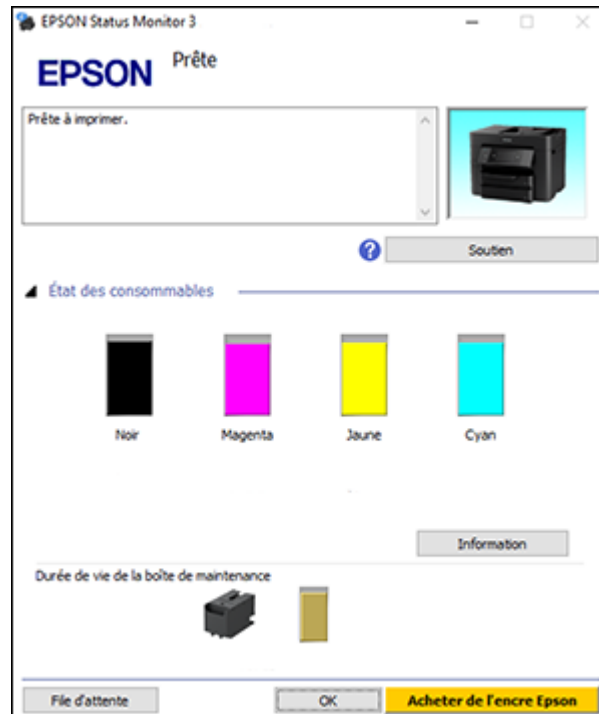 EPSON Status Monitor 3
EPSON
Prête
Prête à imprimer.
Soutien
État des consommables
Noir
Magenta
Jaune
Cyan
Information
Durée de vie de la boîte de maintenance
File d'attente
OK
Acheter de l'encre Epson